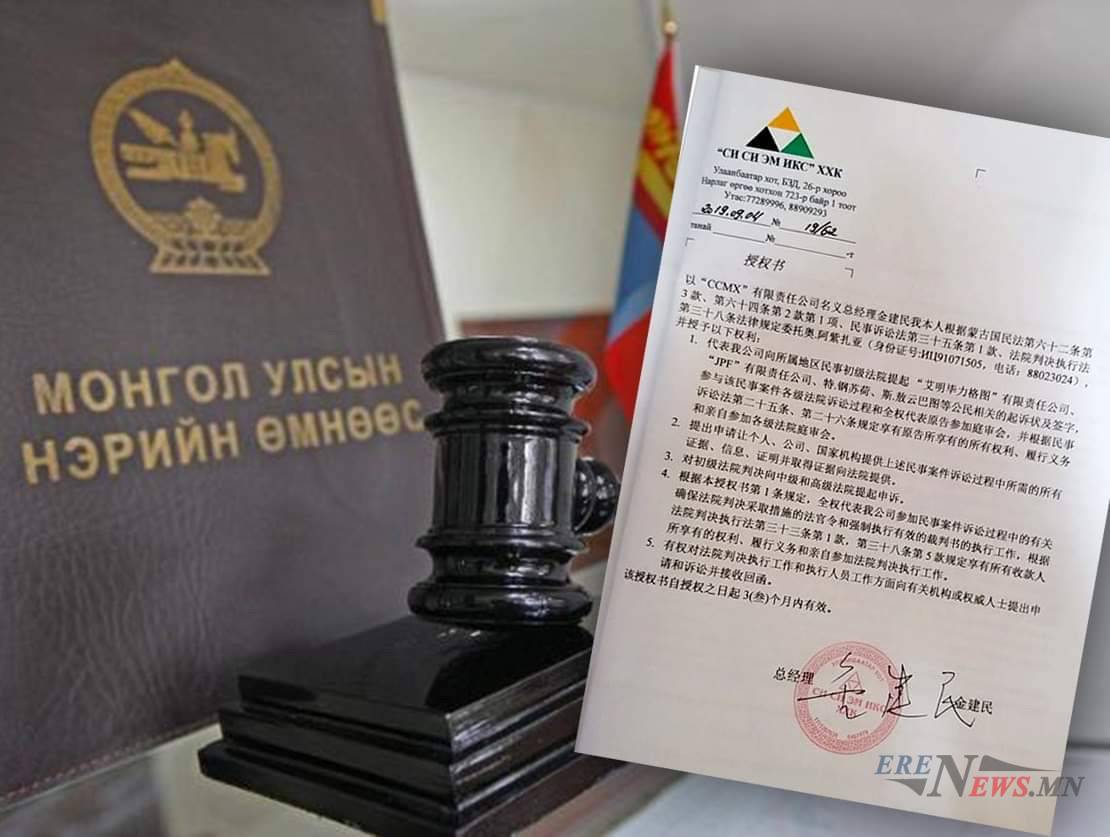 МОНГОЛ УЛСЫН
НЭРИЙН ӨМНӨӨС
“СИ СИ ЭМ ИКС” ХХК
Улаанбаатар хот, БЗД, 26-р хороо
Нарлаг өргөө хотхон 723-р байр 1 тоот
Утас:77289996, 88909293
2019.09.04 № 19/62
танай № -т
授权书
以“CCMX”有限责任公司名义总经理金建民我本人根据蒙古国民法第六十二条第
3 款、第六十四条第2款第1项、民事诉讼法第三十五条第1款、法院判决执行法
第三十八条法律规定委托奥.阿紫扎亚（身份证号:ИЦ91071505，电话：88023024），
并授予以下权利：
1. 代表我公司向所属地区民事初级法院提起“艾明毕力格图”有限责任公司、
“JPF”有限责任公司、特.钢苏荷、斯.敖云巴图等公民相关的起诉状及签字，
参与该民事案件各级法院诉讼过程和全权代表原告参加庭审会，并根据民事
诉讼法第二十五条、第二十六条规定享有原告所享有的所有权利、履行义务
和亲自参加各级法院庭审会。
2. 提出申请让个人、公司、国家机构提供上述民事案件诉讼过程中所需的所有
证据、信息、证明并取得证据向法院提供。
3. 对初级法院判决向中级和高级法院提起申诉。
4. 根据本授权书第1条规定，全权代表我公司参加民事案件诉讼过程中的有关
确保法院判决采取措施的法官令和强制执行有效的裁判书的执行工作，根据
法院判决执行法第三十三条第1款，第三十八条第5款规定享有所有收款人
所享有的权利、履行义务和亲自参加法院判决执行工作。
5. 有权对法院判决执行工作和执行人员工作方面向有关机构或权威人士提出申
请和诉讼并接收回函。
该授权书自授权之日起 3(叁)个月内有效。
总经理 金建民 金建民
УЛААНБААТАР ХОТ
СИ СИ ЭМ ИКС
ХХК
ERENEWS.MN